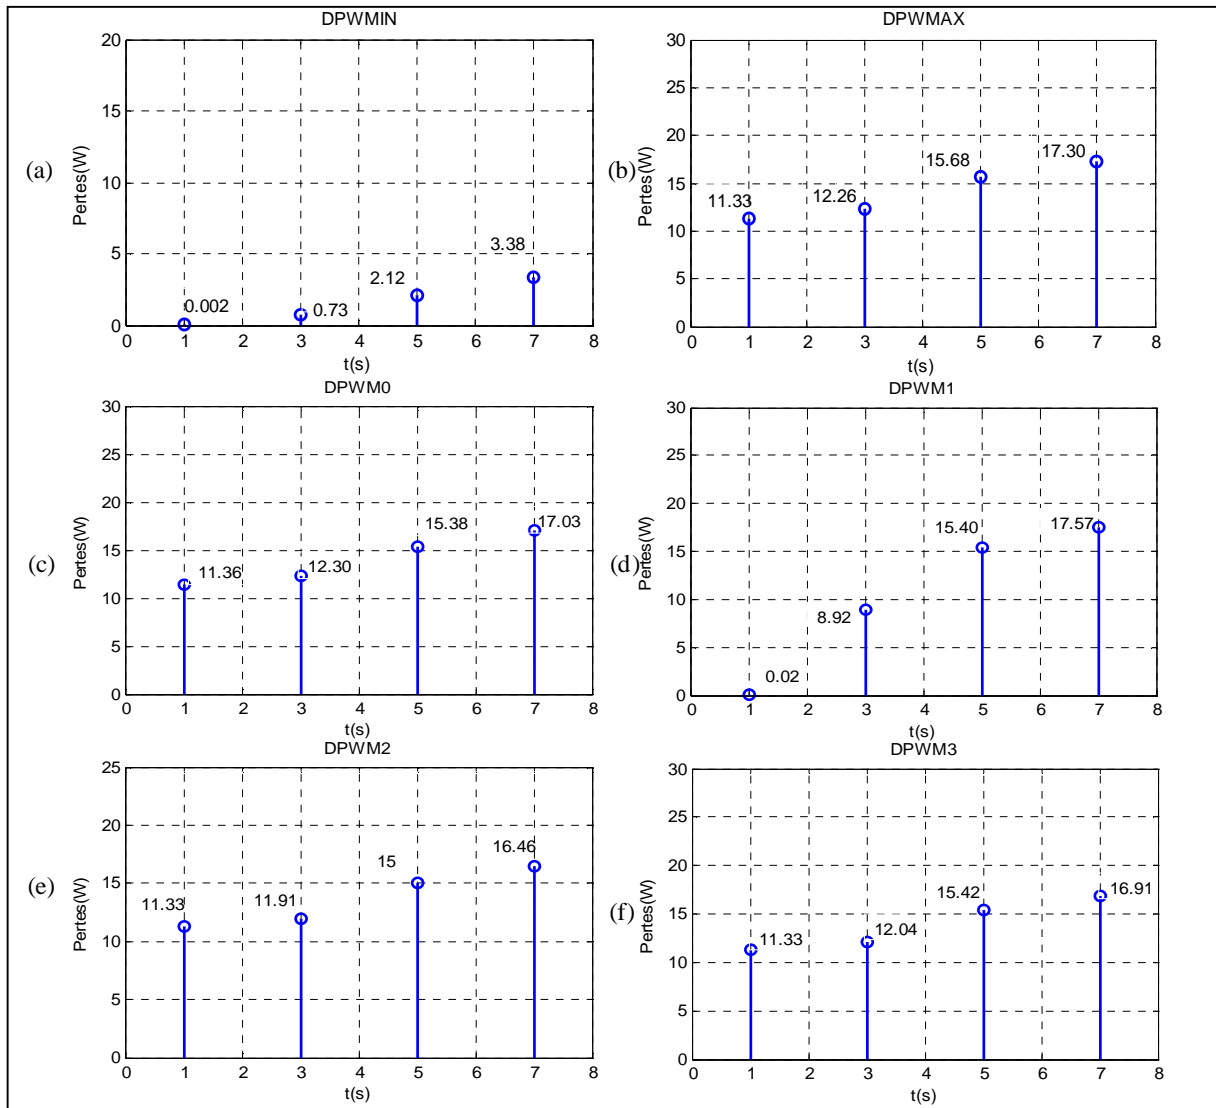 DPWMIN
20
15
10
5
0
Pertes(W)
(a)
0.002
0.73
2.12
3.38
0 1 2 3 4 5 6 7 8
t(s)
DPWMAX
30
25
20
15
10
5
0
Pertes(W)
(b)
11.33
12.26
15.68
17.30
0 1 2 3 4 5 6 7 8
t(s)
DPWM0
30
25
20
15
10
5
0
Pertes(W)
(c)
11.36
12.30
15.38
17.03
0 1 2 3 4 5 6 7 8
t(s)
DPWM1
30
25
20
15
10
5
0
Pertes(W)
(d)
0.02
8.92
15.40
17.57
0 1 2 3 4 5 6 7 8
t(s)
DPWM2
25
20
15
10
5
0
Pertes(W)
(e)
11.33
11.91
15
16.46
0 1 2 3 4 5 6 7 8
t(s)
DPWM3
30
25
20
15
10
5
0
Pertes(W)
(f)
11.33
12.04
15.42
16.91
0 1 2 3 4 5 6 7 8
t(s)